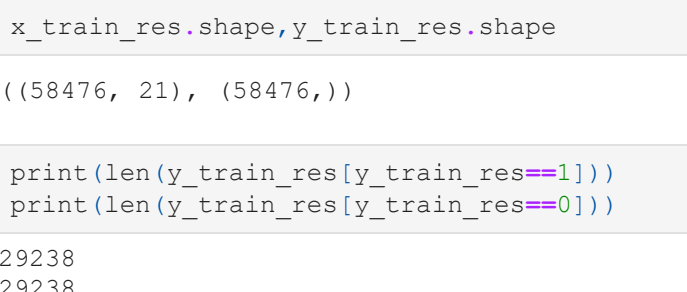 x_train_res.shape,y_train_res.shape
((58476, 21), (58476,))
print(len(y_train_res[y_train_res==1]))
print(len(y_train_res[y_train_res==0]))
29238
29238